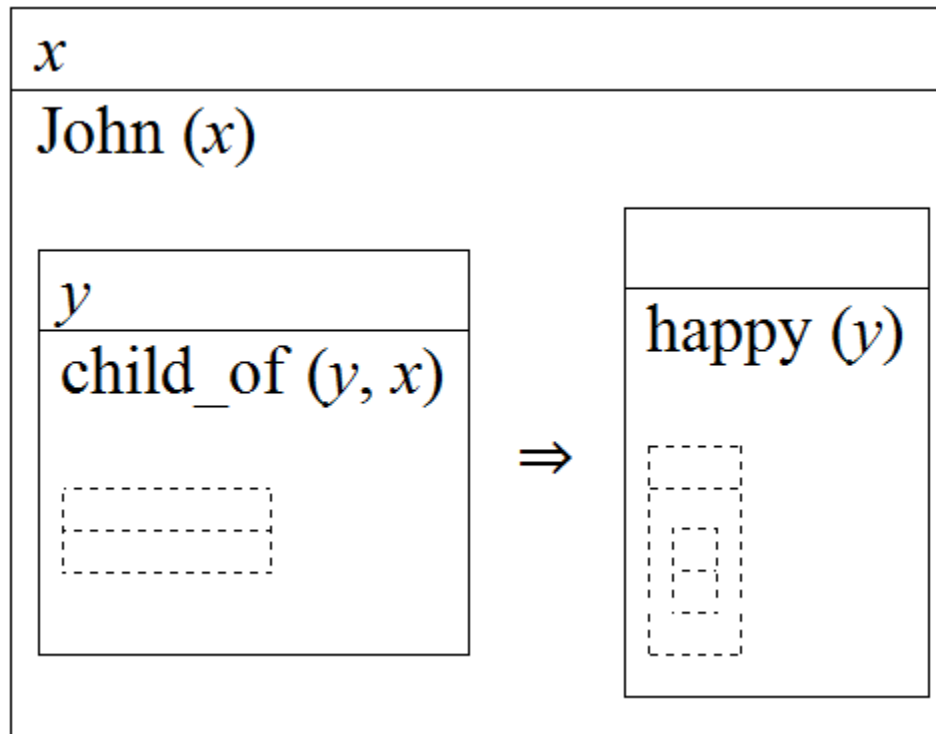 x
John (x)
y
child_of (y, x)
⇒
happy (y)